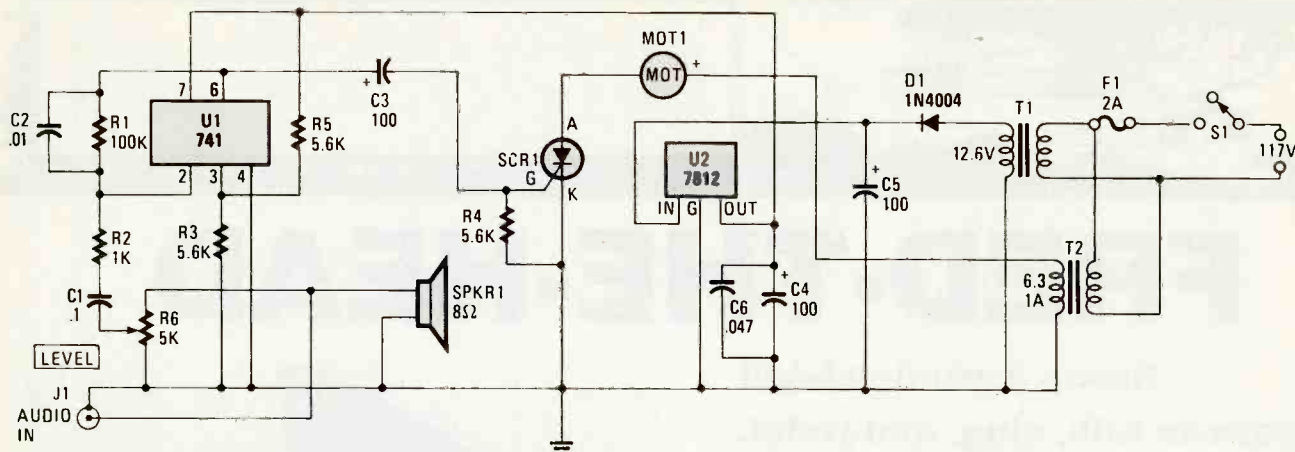 MOT1
MOT
+
D1
1N4004
T1
F1
2A
S1
117V
12.6V
C2
.01
R1
100K
7
6
U1
741
2
3
4
R5
5.6K
+
C3
100
A
SCR1
G
K
U2
7812
IN
G
OUT
+
C5
100
R2
1K
R3
5.6K
R4
5.6K
C1
.1
R6
5K
LEVEL
SPKR1
8Ω
C6
.047
+
C4
100
6.3
1A
T2
J1
AUDIO
IN